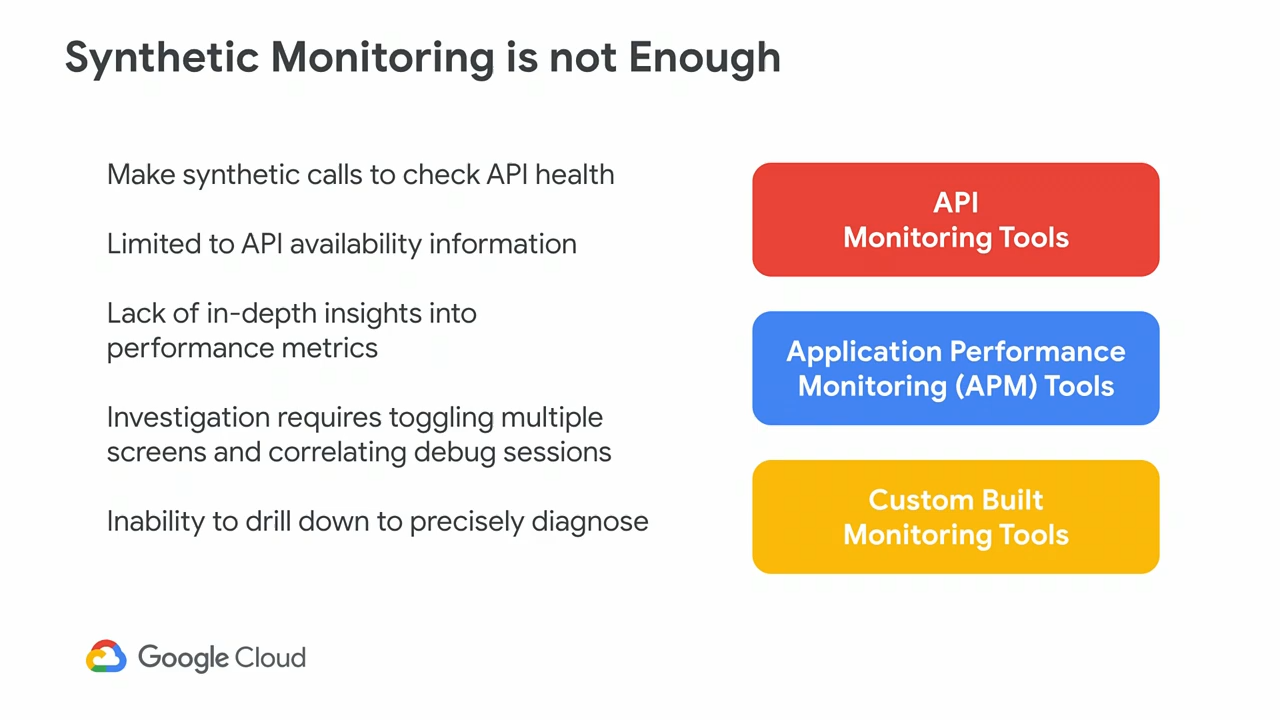 Synthetic Monitoring is not Enough
Make synthetic calls to check API health
Limited to API availability information
Lack of in-depth insights into
performance metrics
Investigation requires toggling multiple
screens and correlating debug sessions
Inability to drill down to precisely diagnose
API
Monitoring Tools
Application Performance
Monitoring (APM) Tools
Custom Built
Monitoring Tools
Google Cloud